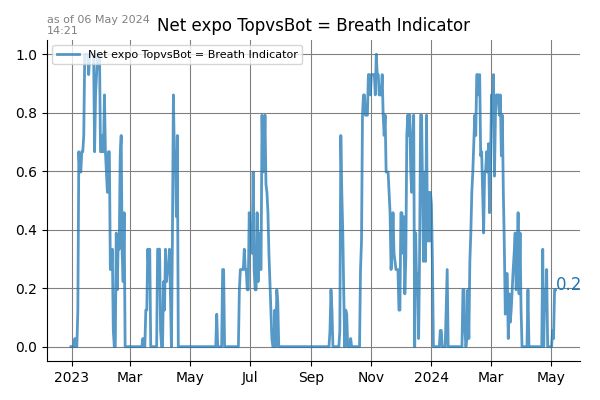 as of 06 May 2024
14:21
Net expo TopvsBot = Breath Indicator
Net expo TopvsBot = Breath Indicator
1.0
0.8
0.6
0.4
0.2
0.0
0.2
2023 Mar May Jul Sep Nov 2024 Mar May